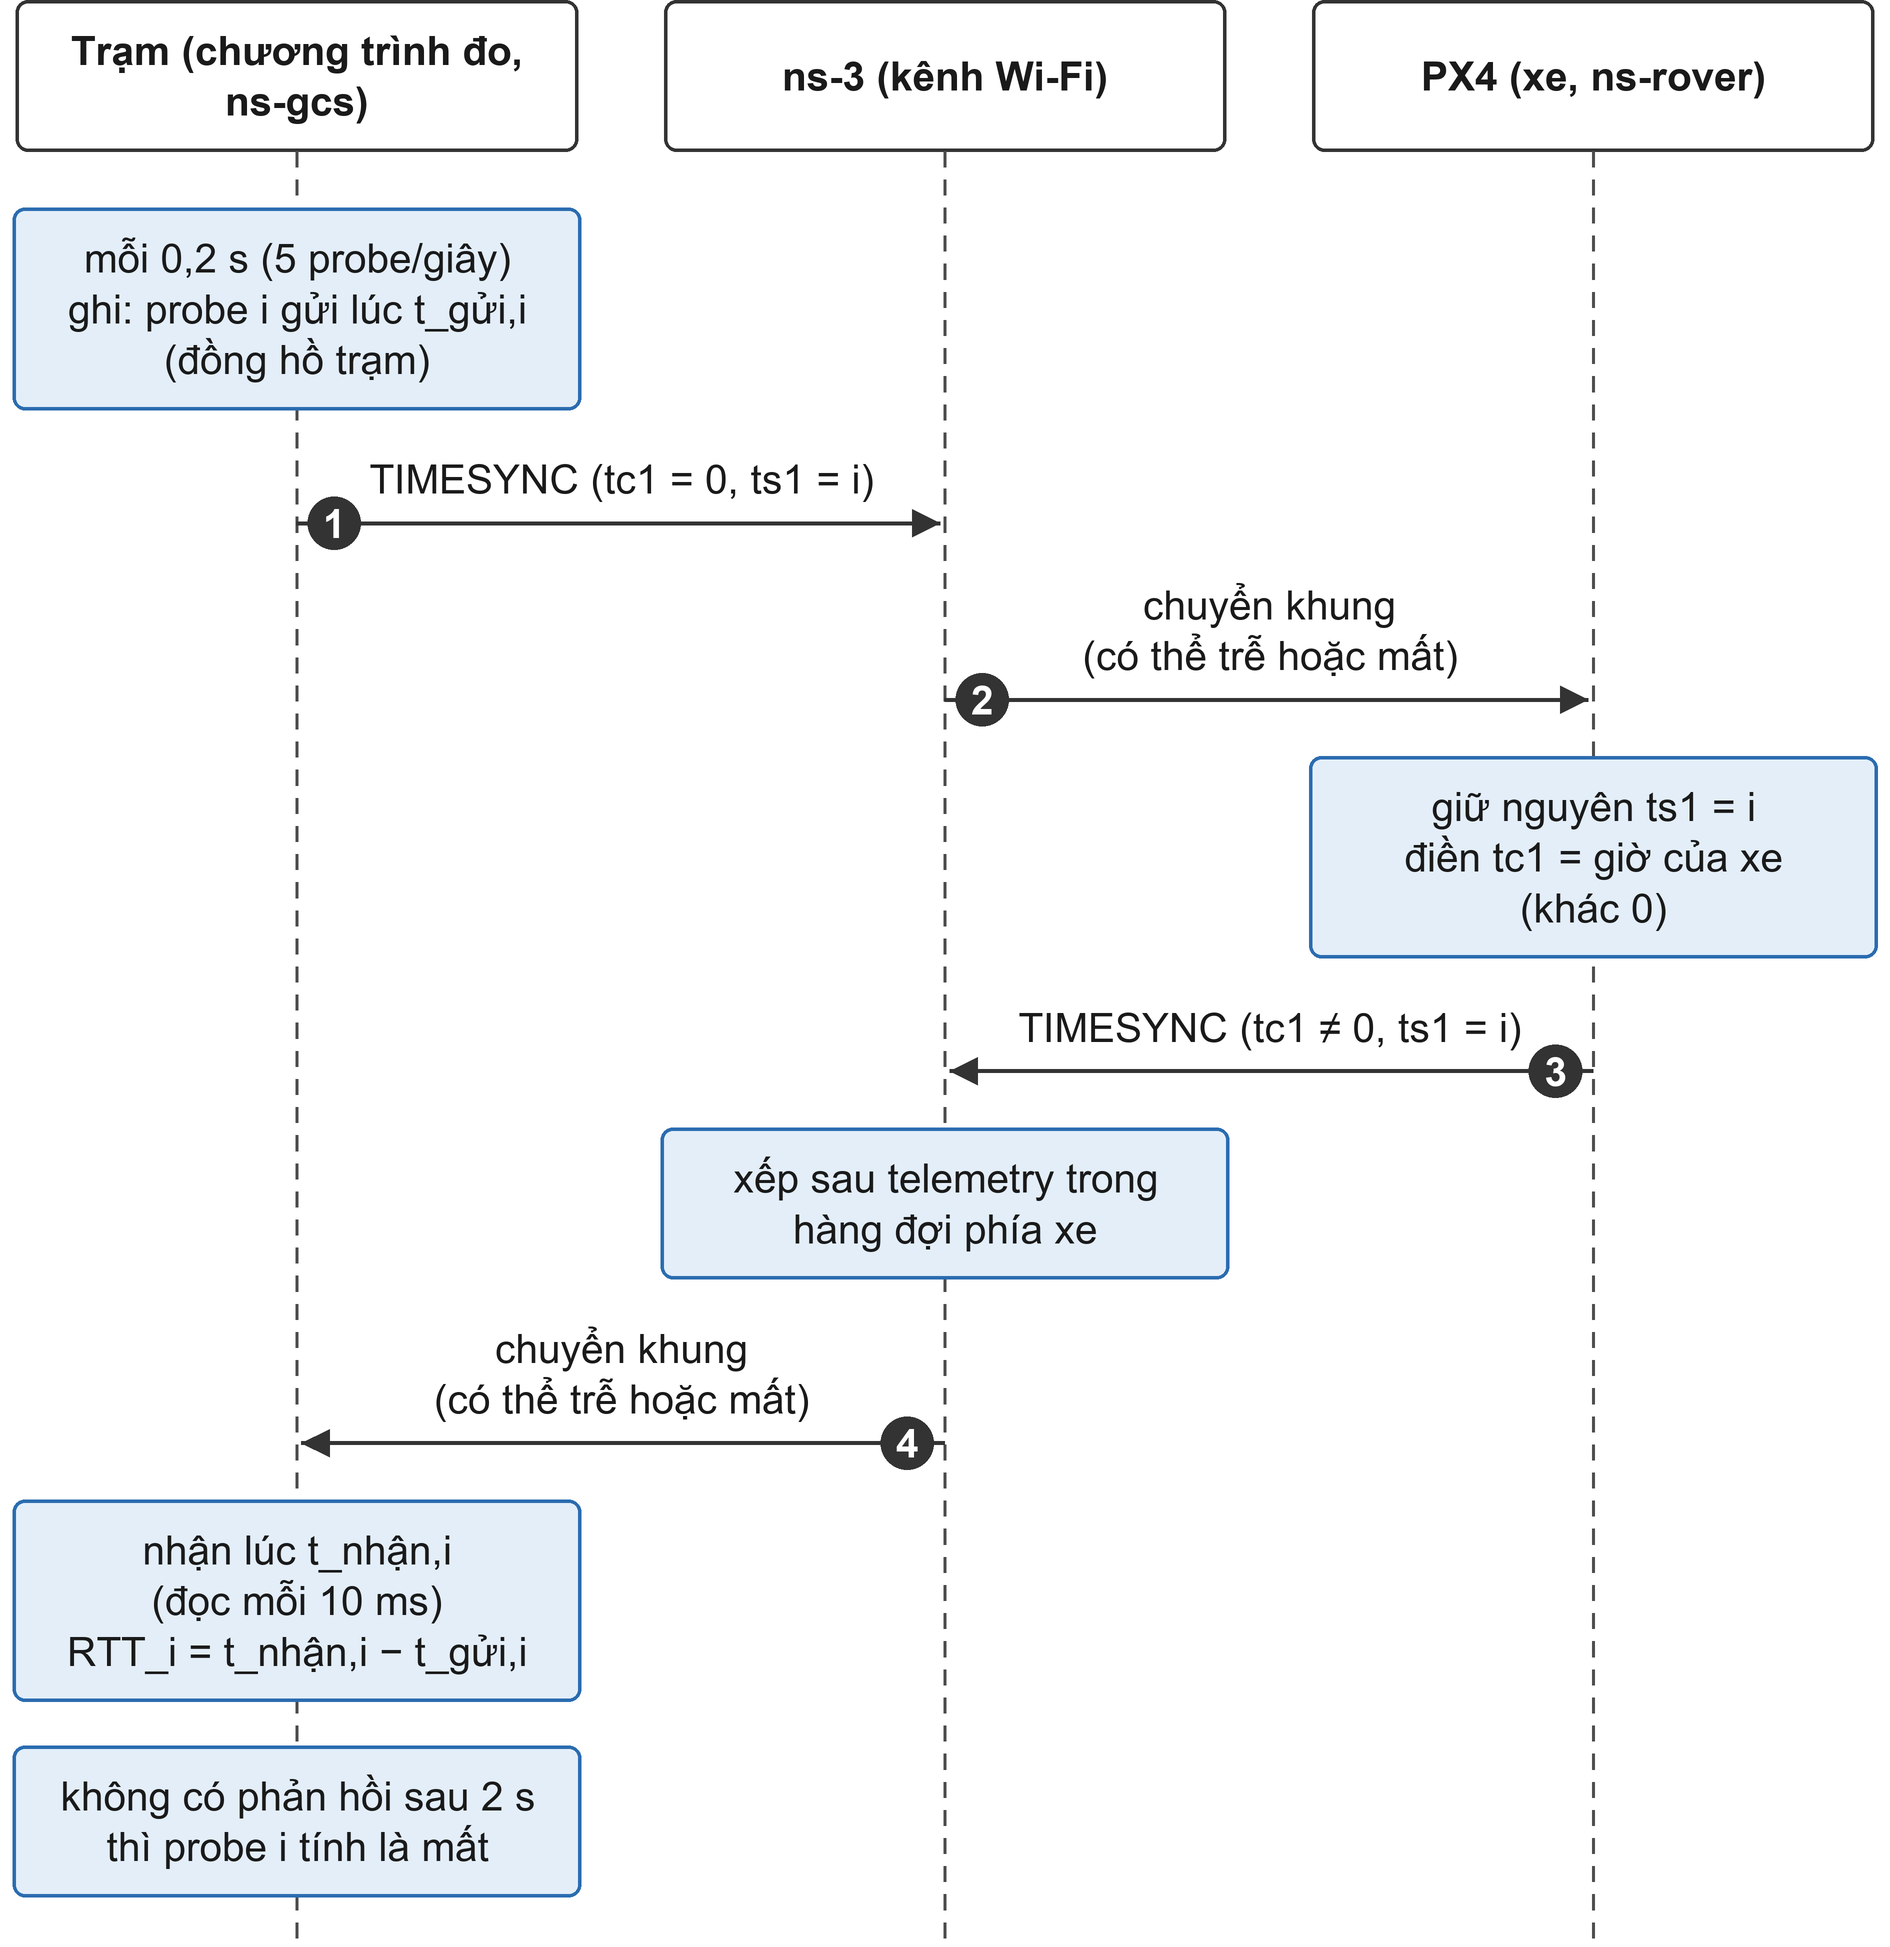 Trạm (chương trình đo,
ns-gcs)
ns-3 (kênh Wi-Fi)
PX4 (xe, ns-rover)
mỗi 0,2 s (5 probe/giây)
ghi: probe i gửi lúc t_gửi,i
(đồng hồ trạm)
TIMESYNC (tc1 = 0, ts1 = i)
1
chuyển khung
(có thể trễ hoặc mất)
2
giữ nguyên ts1 = i
điền tc1 = giờ của xe
(khác 0)
TIMESYNC (tc1 ≠ 0, ts1 = i)
3
xếp sau telemetry trong
hàng đợi phía xe
chuyển khung
(có thể trễ hoặc mất)
4
nhận lúc t_nhận,i
(đọc mỗi 10 ms)
RTT_i = t_nhận,i − t_gửi,i
không có phản hồi sau 2 s
thì probe i tính là mất